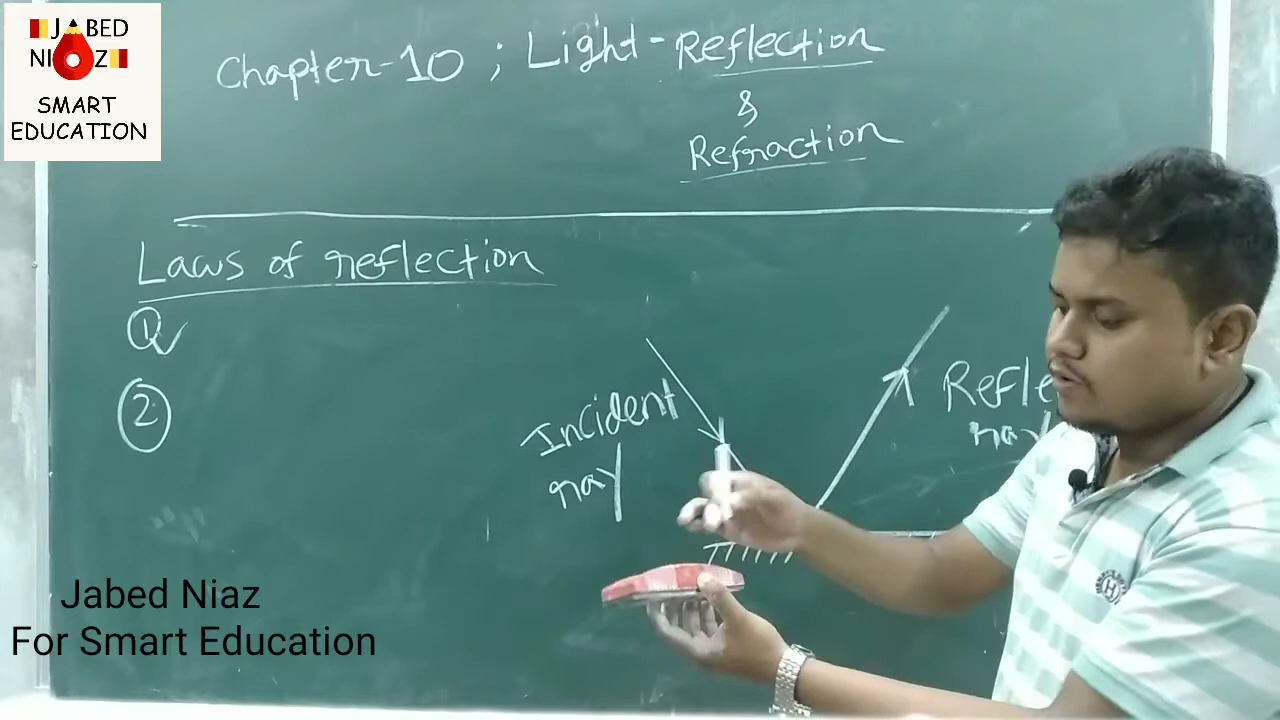 JABED
NIAZ
SMART
EDUCATION
Chapter-10 ; Light - Reflection
&
Refraction
Laws of reflection
1
2
Incident
ray
Refle
ray
Jabed Niaz
For Smart Education